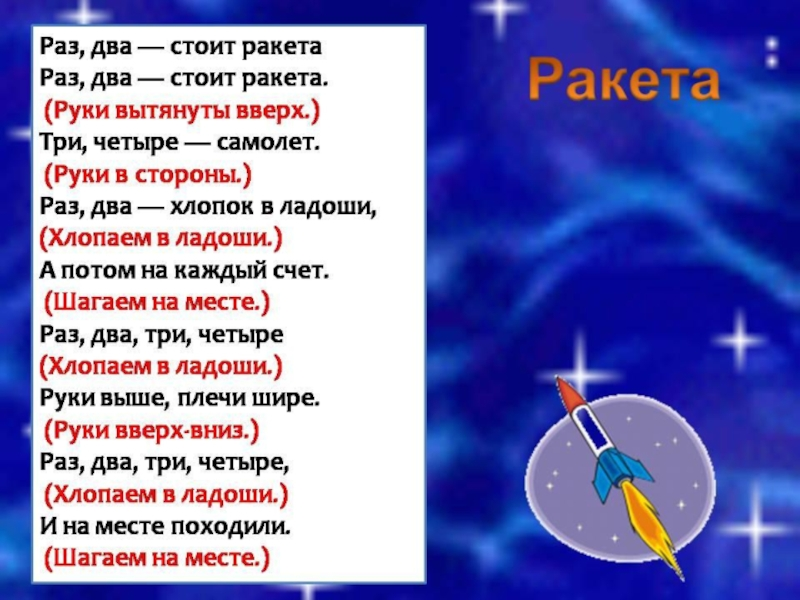 Раз, два — стоит ракета
Раз, два — стоит ракета.
(Руки вытянуты вверх.)
Три, четыре — самолет.
(Руки в стороны.)
Раз, два — хлопок в ладоши,
(Хлопаем в ладоши.)
А потом на каждый счет.
(Шагаем на месте.)
Раз, два, три, четыре
(Хлопаем в ладоши.)
Руки выше, плечи шире.
(Руки вверх-вниз.)
Раз, два, три, четыре,
(Хлопаем в ладоши.)
И на месте походили.
(Шагаем на месте.)
Ракета